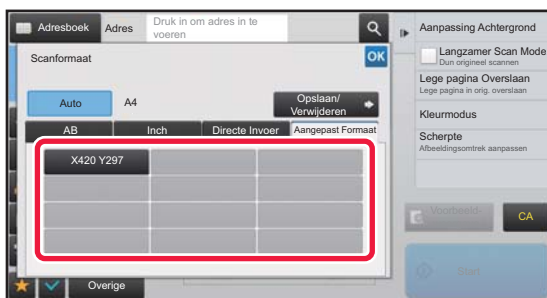 Adresboek
Adres
Druk in om adres in te
voeren
Scanformaat
OK
Auto
A4
Opslaan/
Verwijderen
AB
Inch
Directe Invoer
Aangepast Formaat
X420 Y297
Overige
Aanpassing Achtergrond
Langzamer Scan Mode
Dun origineel scannen
Lege pagina Overslaan
Lege pagina in orig. overslaan
Kleurmodus
Scherpte
Afbeeldingsomtrek aanpassen
Voorbeeld
CA
Start